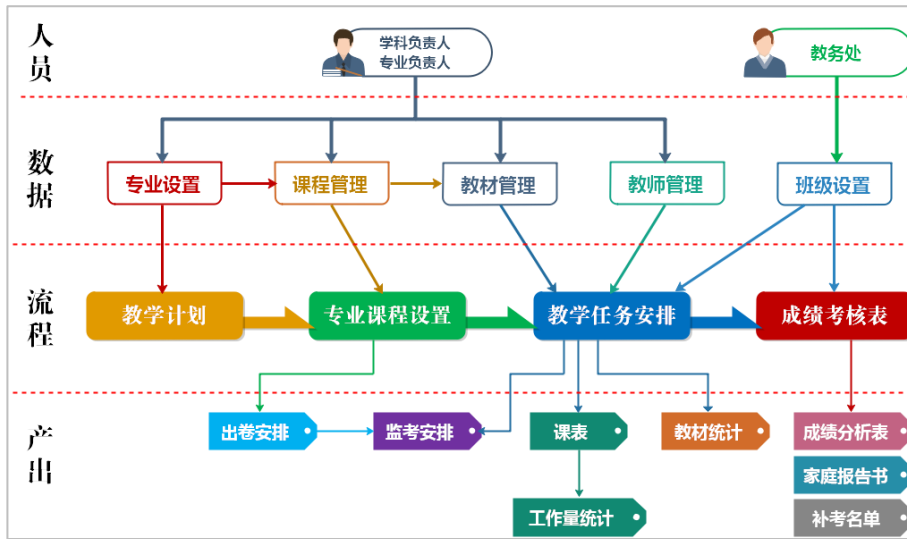 人员
学科负责人
专业负责人
教务处
数据
专业设置
课程管理
教材管理
教师管理
班级设置
流程
教学计划
专业课程设置
教学任务安排
成绩考核表
产出
出卷安排
监考安排
课表
教材统计
成绩分析表
家庭报告书
工作量统计
补考名单